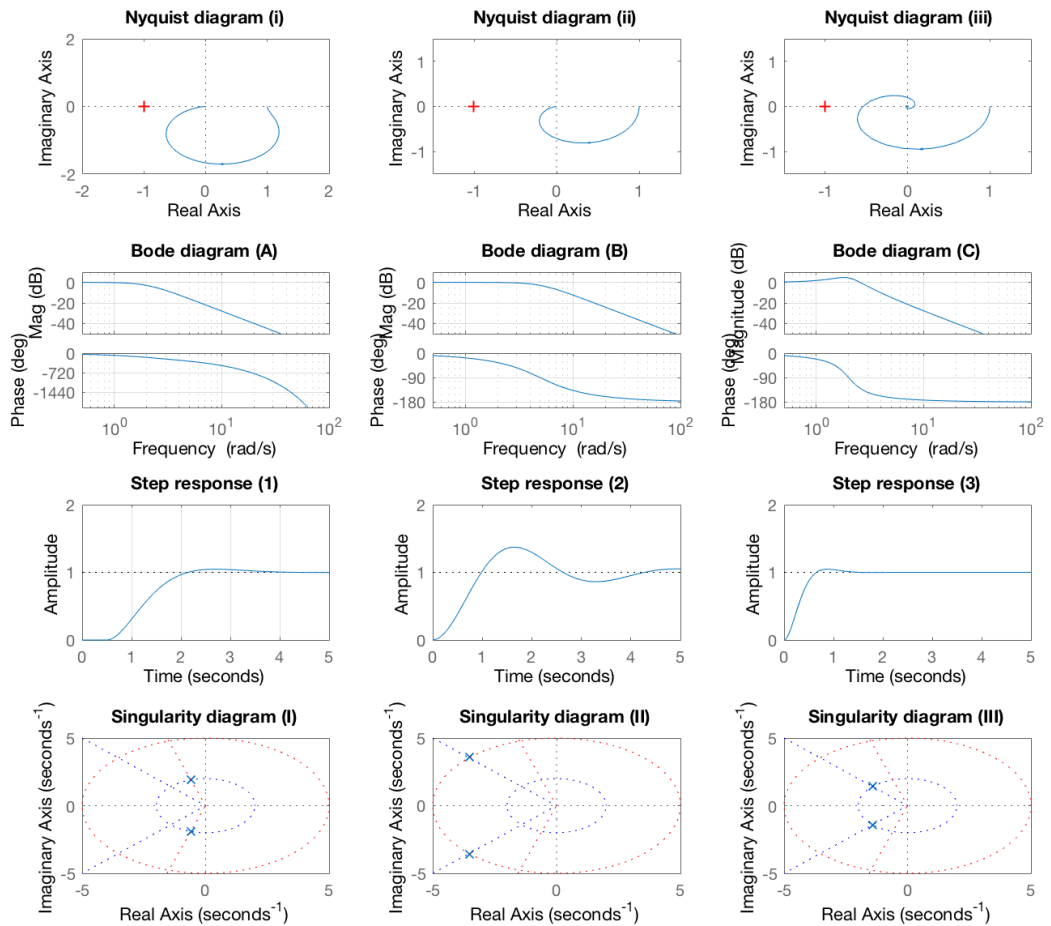 Nyquist diagram (i)
Nyquist diagram (ii)
Nyquist diagram (iii)
Imaginary Axis
2
0
-2
-2
-1
0
1
2
Real Axis
Imaginary Axis
1
0
-1
-1
0
1
Real Axis
Imaginary Axis
1
0
-1
-1
0
1
Real Axis
Bode diagram (A)
Bode diagram (B)
Bode diagram (C)
Mag (dB)
0
-20
-40
Phase (deg)
0
-720
-1440
10^0
10^1
10^2
Frequency (rad/s)
Mag (dB)
0
-20
-40
Phase (deg)
0
-90
-180
10^0
10^1
10^2
Frequency (rad/s)
Magnitude (dB)
0
-20
-40
Phase (deg)
0
-90
-180
10^0
10^1
10^2
Frequency (rad/s)
Step response (1)
Step response (2)
Step response (3)
Amplitude
2
1
0
0
1
2
3
4
5
Time (seconds)
Amplitude
2
1
0
0
1
2
3
4
5
Time (seconds)
Amplitude
2
1
0
0
1
2
3
4
5
Time (seconds)
Singularity diagram (I)
Singularity diagram (II)
Singularity diagram (III)
Imaginary Axis (seconds^-1)
5
0
-5
-5
0
5
Real Axis (seconds^-1)
Imaginary Axis (seconds^-1)
5
0
-5
-5
0
5
Real Axis (seconds^-1)
Imaginary Axis (seconds^-1)
5
0
-5
-5
0
5
Real Axis (seconds^-1)